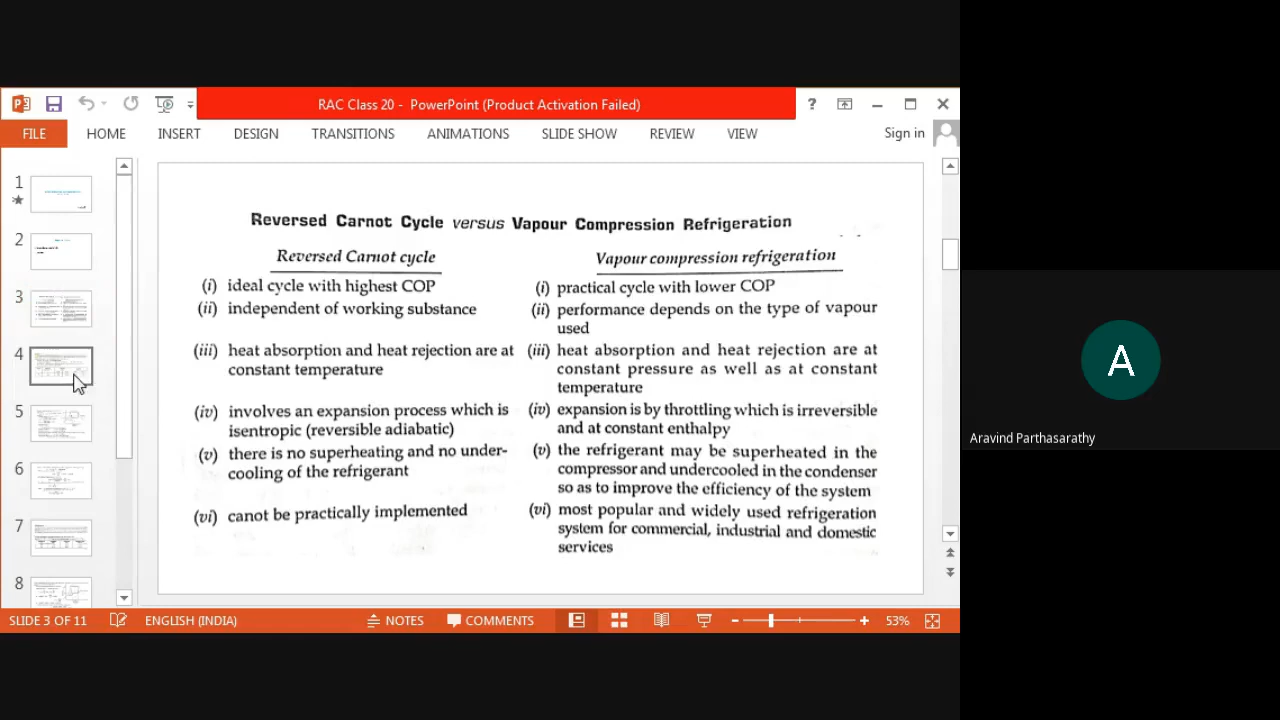 RAC Class 20 - PowerPoint (Product Activation Failed)
?
FILE HOME INSERT DESIGN TRANSITIONS ANIMATIONS SLIDE SHOW REVIEW VIEW Sign in
1
2
3
4
5
6
7
8
Reversed Carnot Cycle versus Vapour Compression Refrigeration
Reversed Carnot cycle
(i) ideal cycle with highest COP
(ii) independent of working substance
(iii) heat absorption and heat rejection are at
constant temperature
(iv) involves an expansion process which is
isentropic (reversible adiabatic)
(v) there is no superheating and no under-
cooling of the refrigerant
(vi) canot be practically implemented
Vapour compression refrigeration
(i) practical cycle with lower COP
(ii) performance depends on the type of vapour
used
(iii) heat absorption and heat rejection are at
constant pressure as well as at constant
temperature
(iv) expansion is by throttling which is irreversible
and at constant enthalpy
(v) the refrigerant may be superheated in the
compressor and undercooled in the condenser
so as to improve the efficiency of the system
(vi) most popular and widely used refrigeration
system for commercial, industrial and domestic
services
SLIDE 3 OF 11 ENGLISH (INDIA) NOTES COMMENTS 53%
A
Aravind Parthasarathy